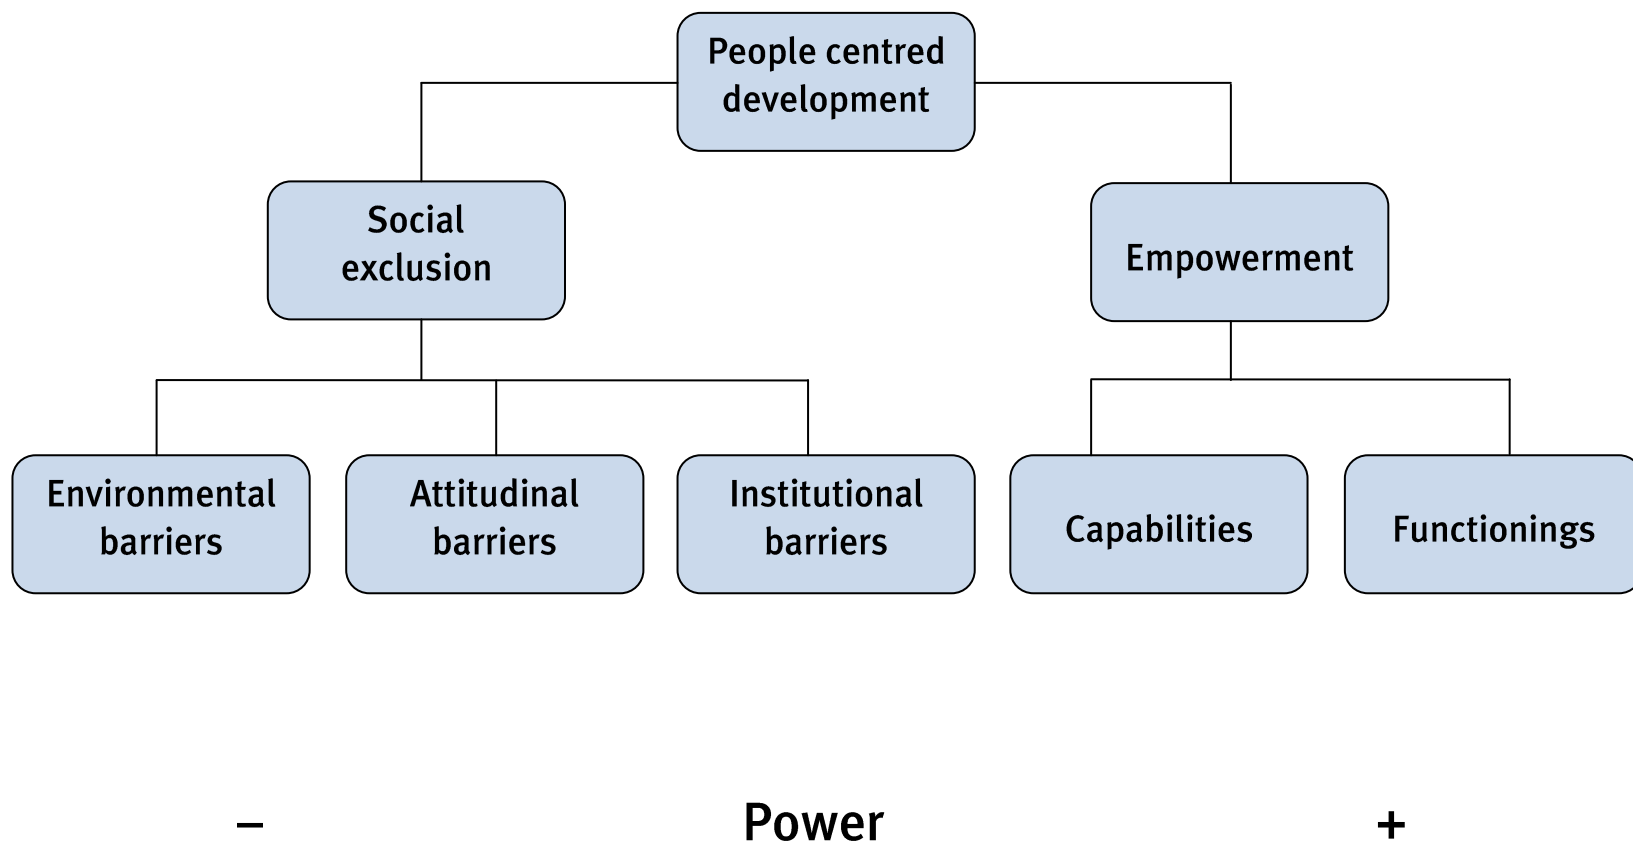 People centred
development
Social
exclusion
Empowerment
Environmental
barriers
Attitudinal
barriers
Institutional
barriers
Capabilities
Functionings
– Power +